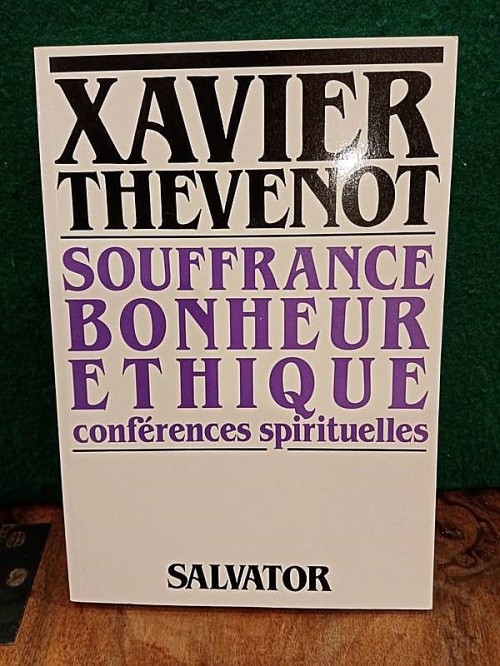 XAVIER
THEVENOT
SOUFFRANCE
BONHEUR
ETHIQUE
conférences spirituelles
SALVATOR